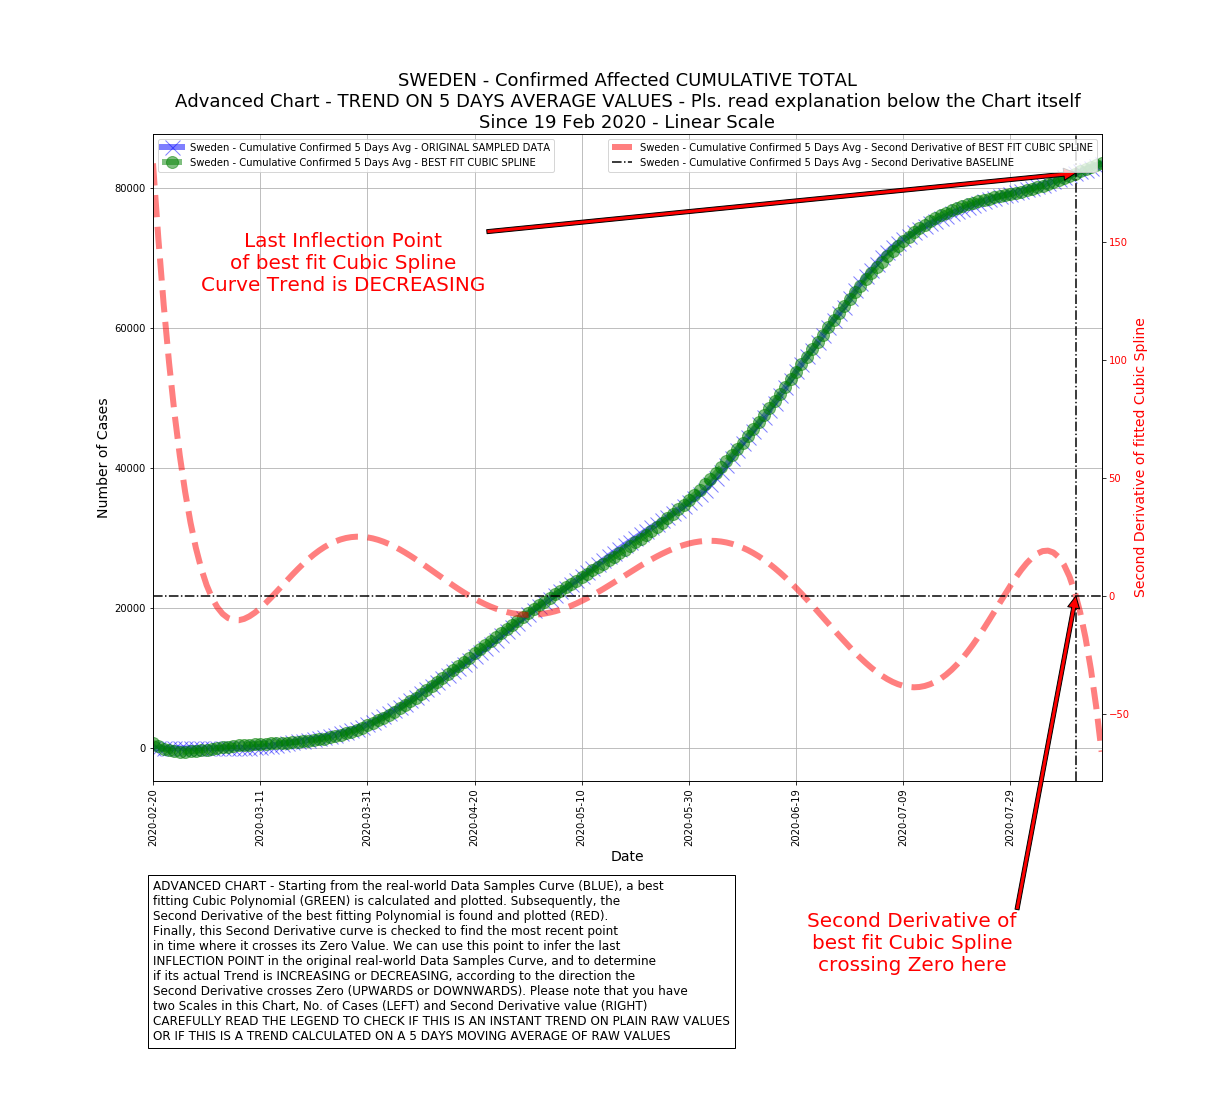 SWEDEN - Confirmed Affected CUMULATIVE TOTAL
Advanced Chart - TREND ON 5 DAYS AVERAGE VALUES - Pls. read explanation below the Chart itself
Since 19 Feb 2020 - Linear Scale
Sweden - Cumulative Confirmed 5 Days Avg - ORIGINAL SAMPLED DATA
Sweden - Cumulative Confirmed 5 Days Avg - BEST FIT CUBIC SPLINE
Sweden - Cumulative Confirmed 5 Days Avg - Second Derivative of BEST FIT CUBIC SPLINE
Sweden - Cumulative Confirmed 5 Days Avg - Second Derivative BASELINE
Last Inflection Point
of best fit Cubic Spline
Curve Trend is DECREASING
Number of Cases
80000
60000
40000
20000
0
Second Derivative of fitted Cubic Spline
150
100
50
0
−50
2020-02-20
2020-03-11
2020-03-31
2020-04-20
2020-05-10
2020-05-30
2020-06-19
2020-07-09
2020-07-29
Date
ADVANCED CHART - Starting from the real-world Data Samples Curve (BLUE), a best
fitting Cubic Polynomial (GREEN) is calculated and plotted. Subsequently, the
Second Derivative of the best fitting Polynomial is found and plotted (RED).
Finally, this Second Derivative curve is checked to find the most recent point
in time where it crosses its Zero Value. We can use this point to infer the last
INFLECTION POINT in the original real-world Data Samples Curve, and to determine
if its actual Trend is INCREASING or DECREASING, according to the direction the
Second Derivative crosses Zero (UPWARDS or DOWNWARDS). Please note that you have
two Scales in this Chart, No. of Cases (LEFT) and Second Derivative value (RIGHT)
CAREFULLY READ THE LEGEND TO CHECK IF THIS IS AN INSTANT TREND ON PLAIN RAW VALUES
OR IF THIS IS A TREND CALCULATED ON A 5 DAYS MOVING AVERAGE OF RAW VALUES
Second Derivative of
best fit Cubic Spline
crossing Zero here